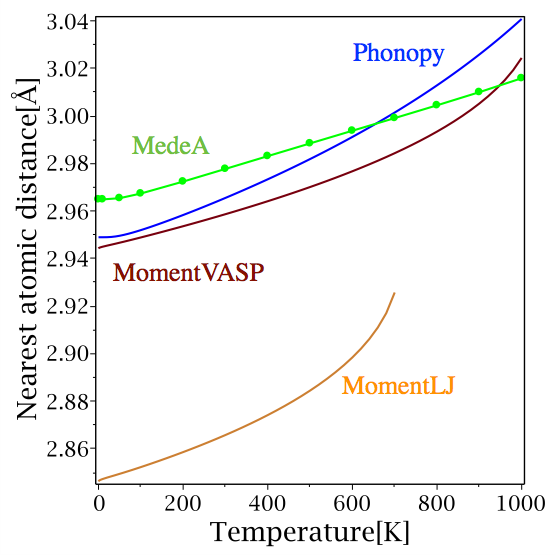 3.04
3.02
3.00
2.98
2.96
2.94
2.92
2.90
2.88
2.86
Nearest atomic distance[Å]
Phonopy
MedeA
MomentVASP
MomentLJ
0 200 400 600 800 1000
Temperature[K]